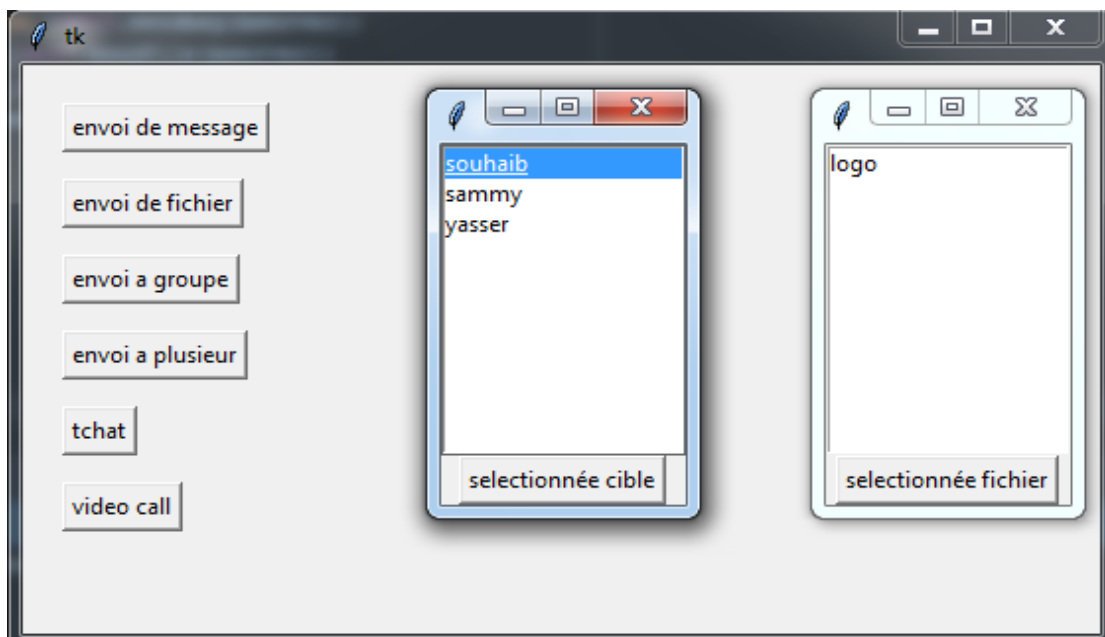 tk
envoi de message
envoi de fichier
envoi a groupe
envoi a plusieur
tchat
video call
souhaib
sammy
yasser
selectionnée cible
logo
selectionnée fichier